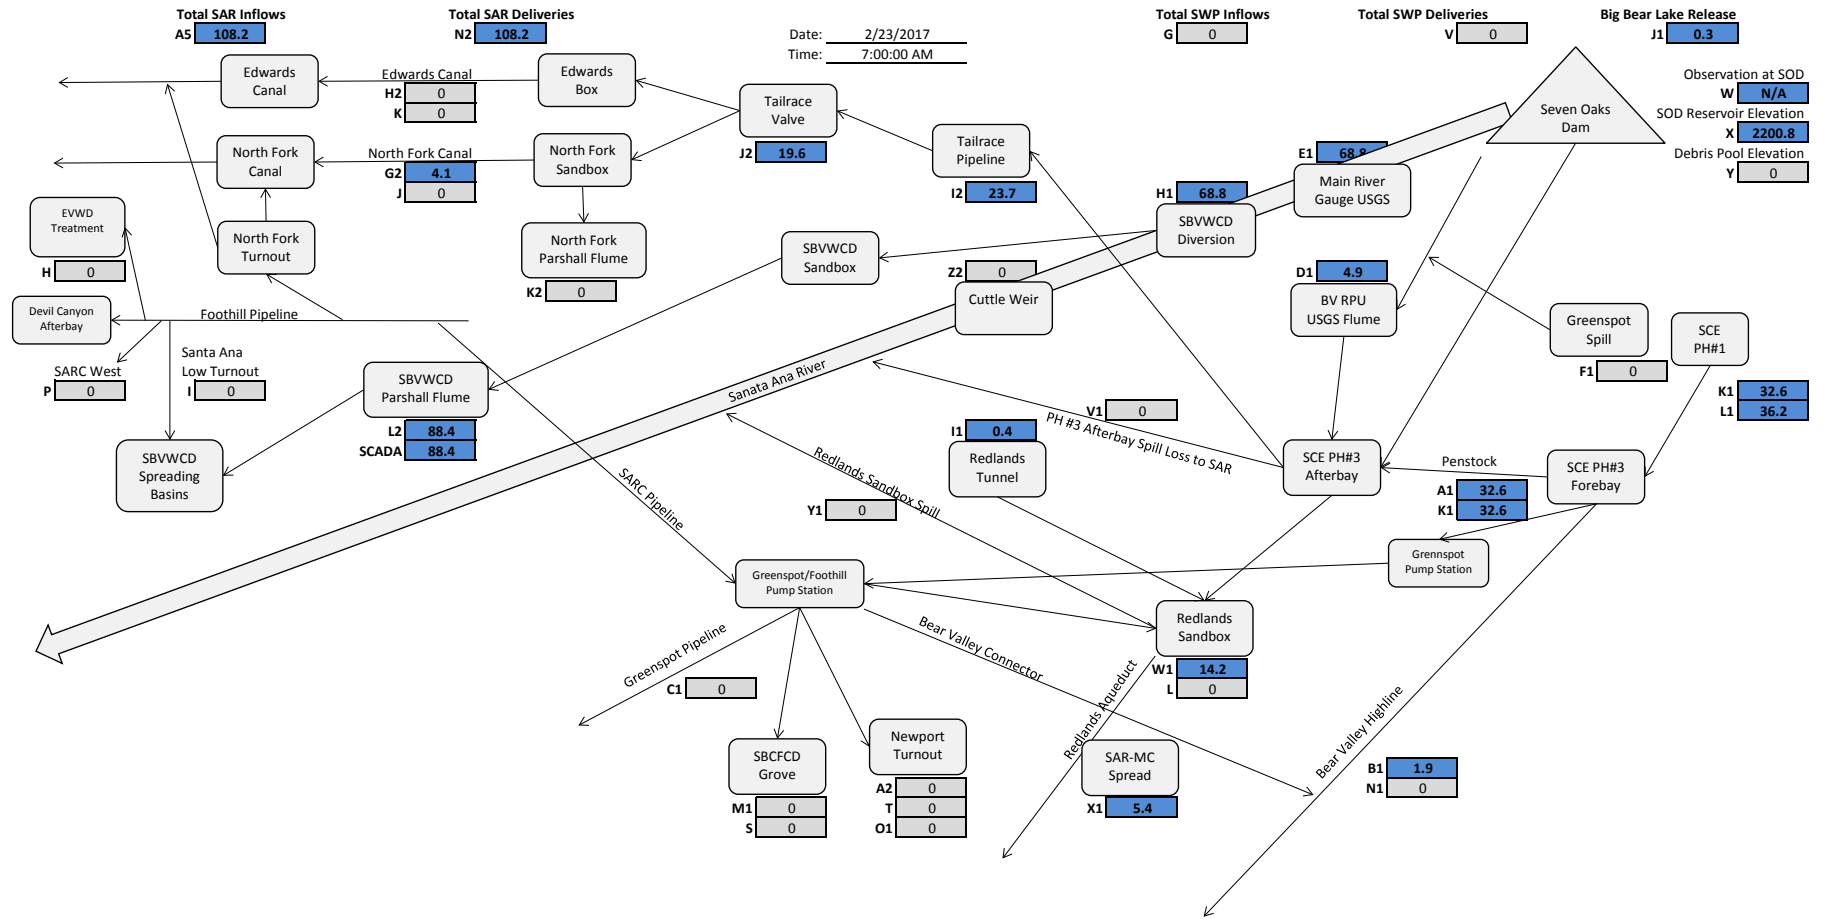 Total SAR Inflows
A5 108.2
Total SAR Deliveries
N2 108.2
Date: 2/23/2017
Time: 7:00:00 AM
Total SWP Inflows
G 0
Total SWP Deliveries
V 0
Big Bear Lake Release
J1 0.3
Observation at SOD
W N/A
SOD Reservoir Elevation
X 2200.8
Debris Pool Elevation
Y 0
Seven Oaks
Dam
Edwards
Canal
Edwards Canal
H2 0
K 0
Edwards
Box
Tailrace
Valve
J2 19.6
Tailrace
Pipeline
I2 23.7
North Fork
Canal
North Fork Canal
G2 4.1
J 0
North Fork
Sandbox
E1 68.8
Main River
Gauge USGS
H1 68.8
SBVWCD
Diversion
EVWD
Treatment
H 0
North Fork
Turnout
North Fork
Parshall Flume
K2 0
SBVWCD
Sandbox
Z2 0
Cuttle Weir
D1 4.9
BV RPU
USGS Flume
Greenspot
Spill
F1 0
SCE
PH#1
K1 32.6
L1 36.2
Devil Canyon
Afterbay
Foothill Pipeline
SARC West
P 0
Santa Ana
Low Turnout
I 0
SBVWCD
Parshall Flume
L2 88.4
SCADA 88.4
SBVWCD
Spreading
Basins
Sanata Ana River
V1 0
PH #3 Afterbay Spill Loss to SAR
I1 0.4
Redlands
Tunnel
SCE PH#3
Afterbay
Penstock
A1 32.6
K1 32.6
SCE PH#3
Forebay
Redlands Sandbox Spill
Y1 0
SARC Pipeline
Grennspot
Pump Station
Greenspot/Foothill
Pump Station
Redlands
Sandbox
W1 14.2
L 0
Greenspot Pipeline
C1 0
Bear Valley Connector
Redlands Aqueduct
Bear Valley Highline
SBCFCD
Grove
M1 0
S 0
Newport
Turnout
A2 0
T 0
O1 0
SAR-MC
Spread
X1 5.4
B1 1.9
N1 0